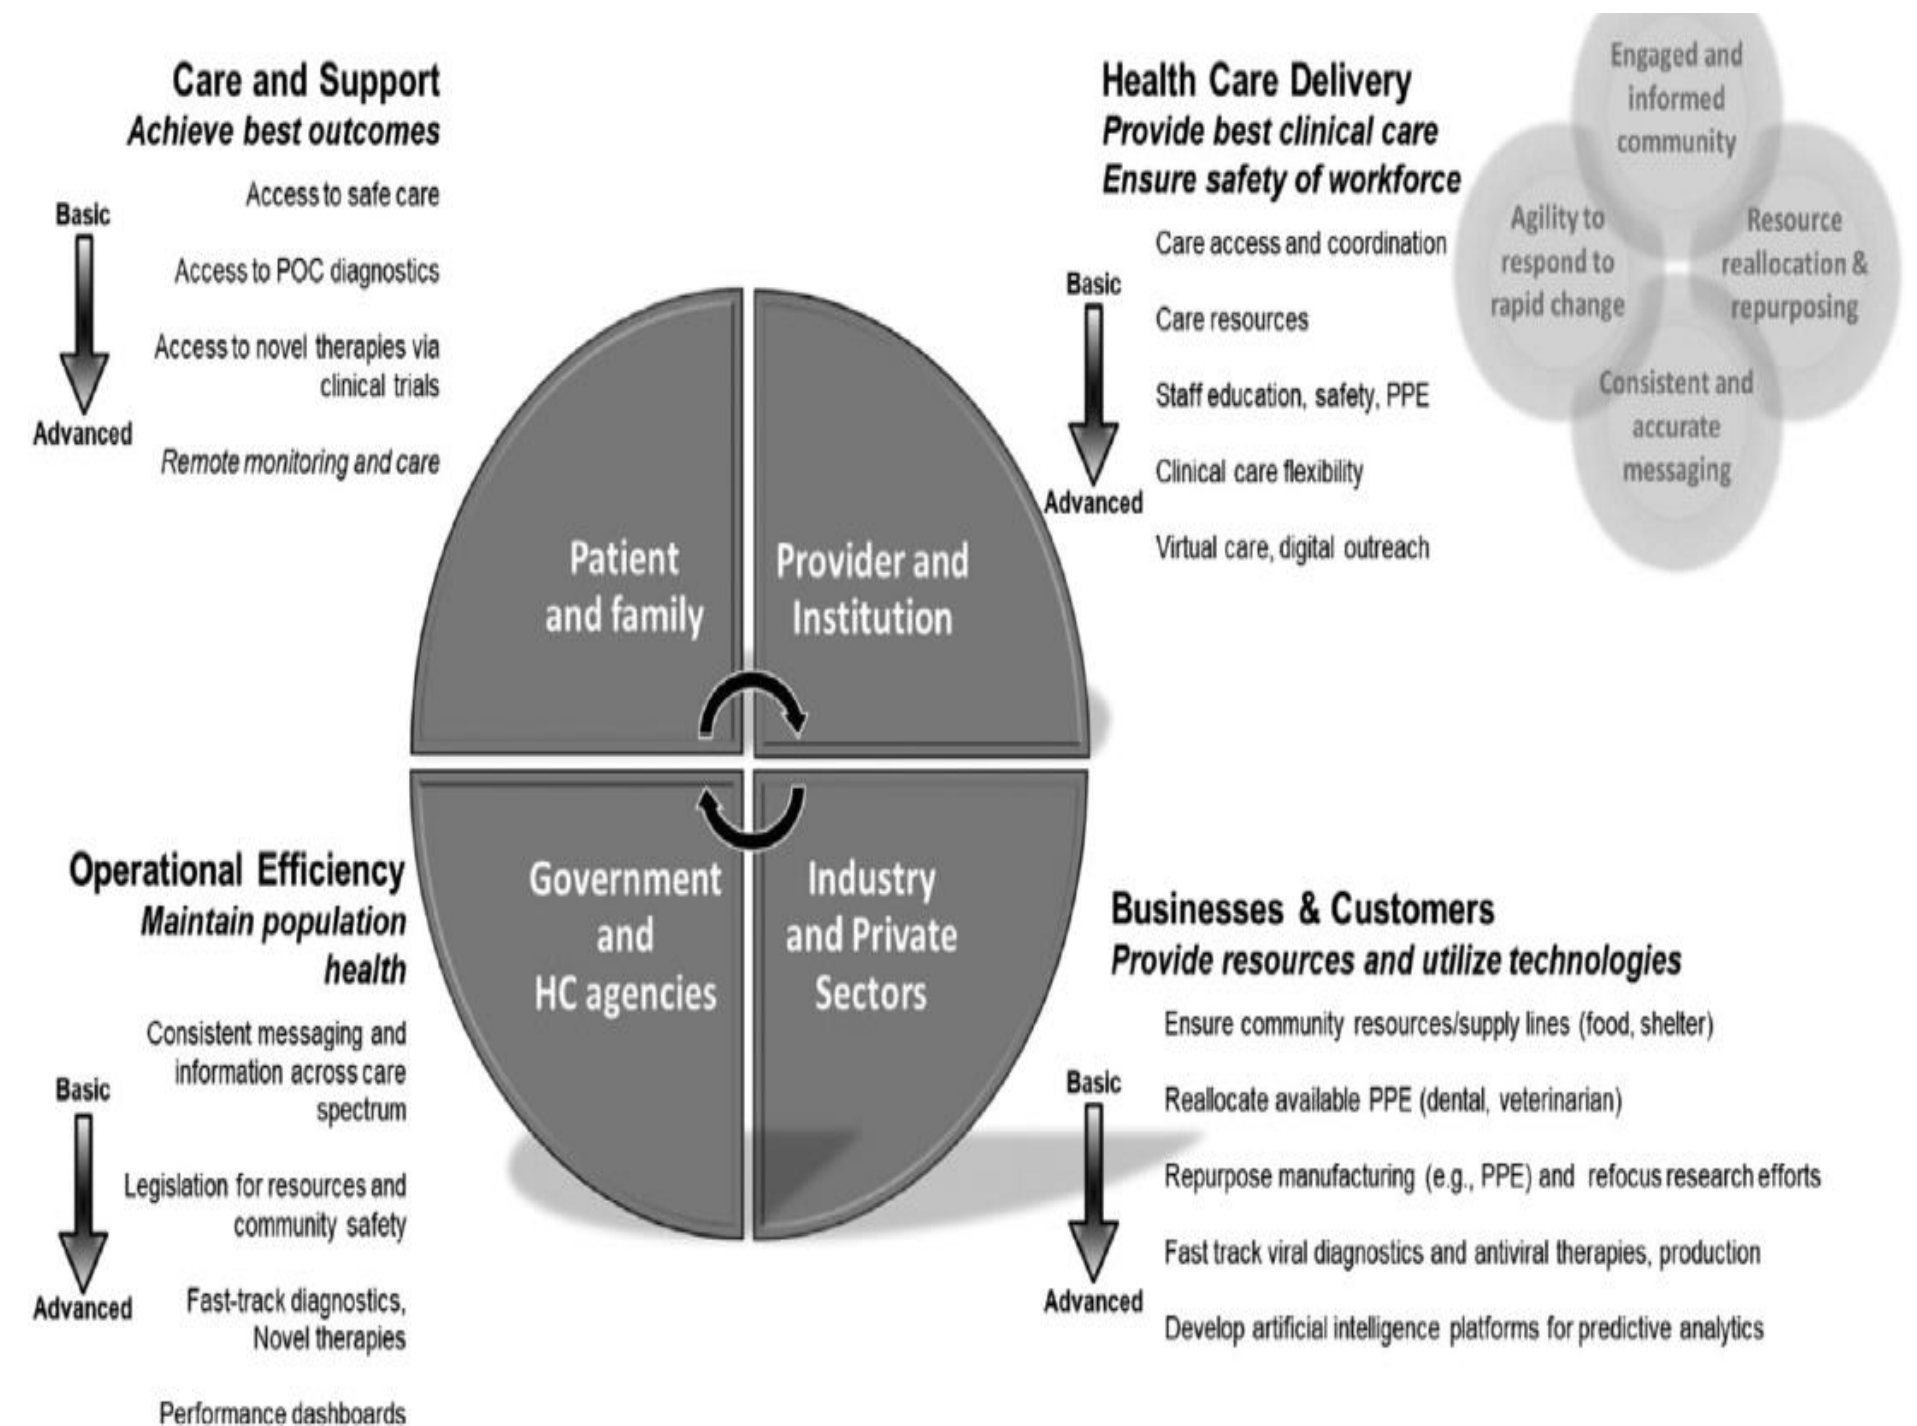 Care and Support
Achieve best outcomes
Access to safe care
Access to POC diagnostics
Access to novel therapies via
clinical trials
Remote monitoring and care
Basic
Advanced
Health Care Delivery
Provide best clinical care
Ensure safety of workforce
Care access and coordination
Care resources
Staff education, safety, PPE
Clinical care flexibility
Virtual care, digital outreach
Basic
Advanced
Engaged and
informed
community
Agility to
respond to
rapid change
Resource
reallocation &
repurposing
Consistent and
accurate
messaging
Patient
and family
Provider and
Institution
Government
and
HC agencies
Industry
and Private
Sectors
Operational Efficiency
Maintain population
health
Consistent messaging and
information across care
spectrum
Legislation for resources and
community safety
Fast-track diagnostics,
Novel therapies
Performance dashboards
Basic
Advanced
Businesses & Customers
Provide resources and utilize technologies
Ensure community resources/supply lines (food, shelter)
Reallocate available PPE (dental, veterinarian)
Repurpose manufacturing (e.g., PPE) and refocus research efforts
Fast track viral diagnostics and antiviral therapies, production
Develop artificial intelligence platforms for predictive analytics
Basic
Advanced